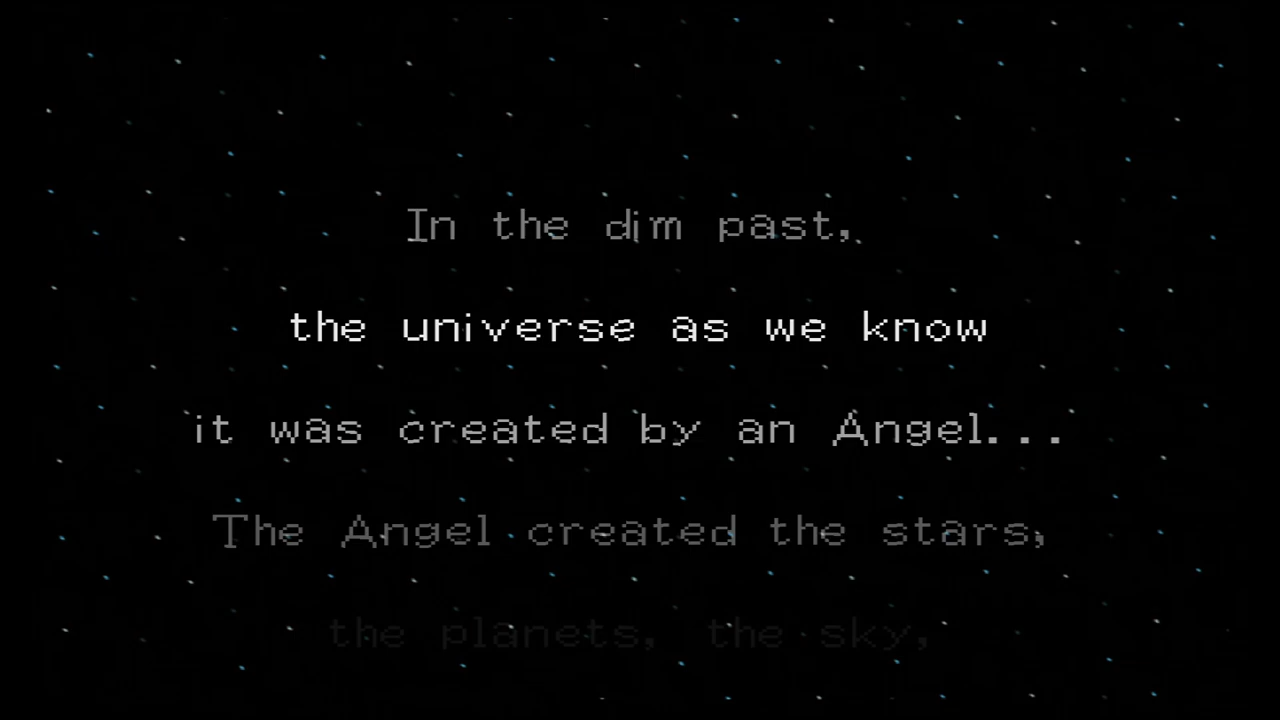 In the dim past,
the universe as we know
it was created by an Angel...
The Angel created the stars,
the planets, the sky,